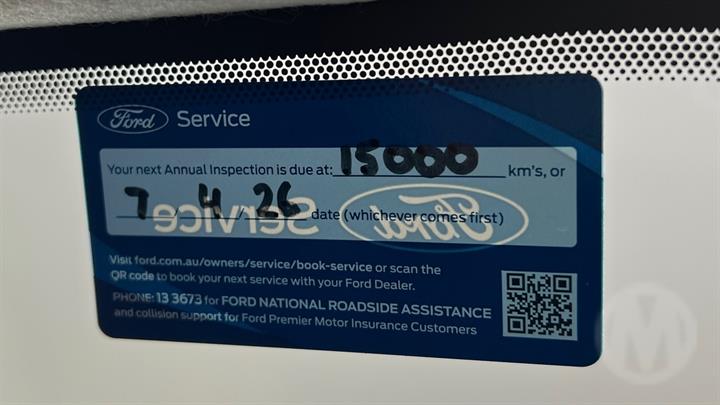 Ford Service
Your next Annual Inspection is due at: 15000 km's, or
7 / 4 / 26 date (whichever comes first)
Ford Service
Visit ford.com.au/owners/service/book-service or scan the
QR code to book your next service with your Ford Dealer.
PHONE: 13 3673 for FORD NATIONAL ROADSIDE ASSISTANCE
and collision support for Ford Premier Motor Insurance Customers
M